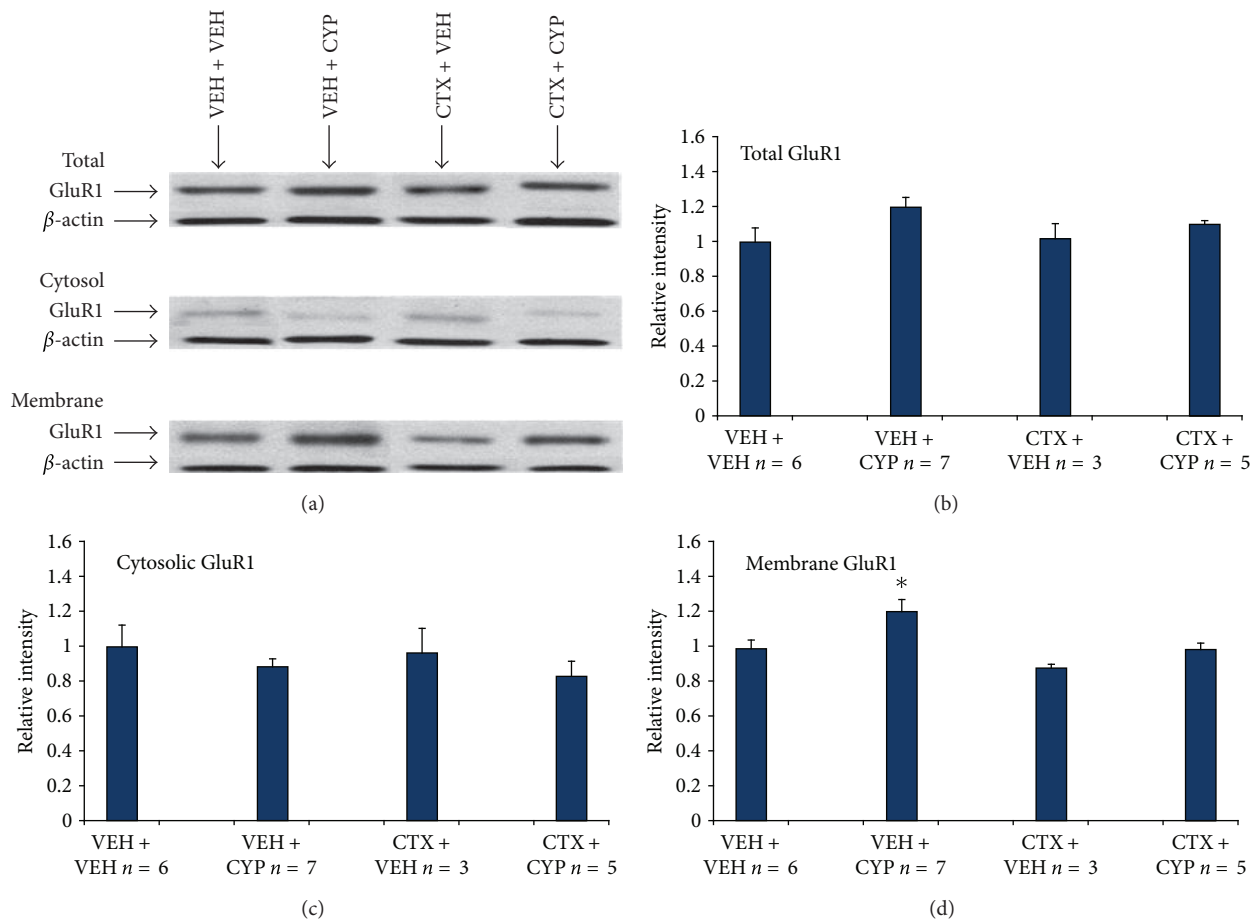 VEH + VEH
VEH + CYP
CTX + VEH
CTX + CYP
Total
GluR1
β-actin
Cytosol
GluR1
β-actin
Membrane
GluR1
β-actin
(a)
Total GluR1
Relative intensity
1.6
1.4
1.2
1
0.8
0.6
0.4
0.2
0
VEH +
VEH n = 6
VEH +
CYP n = 7
CTX +
VEH n = 3
CTX +
CYP n = 5
(b)
Cytosolic GluR1
Relative intensity
1.6
1.4
1.2
1
0.8
0.6
0.4
0.2
0
VEH +
VEH n = 6
VEH +
CYP n = 7
CTX +
VEH n = 3
CTX +
CYP n = 5
(c)
Membrane GluR1
*
Relative intensity
1.6
1.4
1.2
1
0.8
0.6
0.4
0.2
0
VEH +
VEH n = 6
VEH +
CYP n = 7
CTX +
VEH n = 3
CTX +
CYP n = 5
(d)